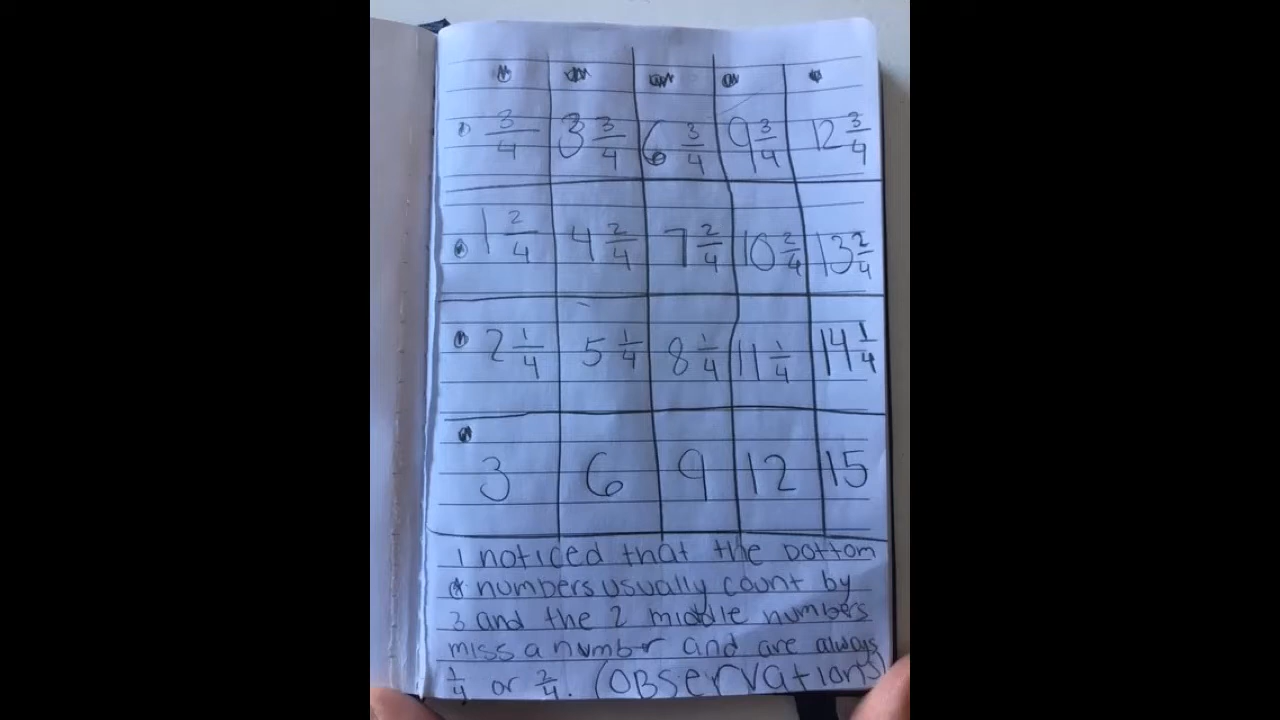 3/4 3 3/4 6 3/4 9 3/4 12 3/4
1 2/4 4 2/4 7 2/4 10 2/4 13 2/4
2 1/4 5 1/4 8 1/4 11 1/4 14 1/4
3 6 9 12 15
I noticed that the bottom
numbers usually count by
3 and the 2 middle numbers
miss a number and are always
1/4 or 2/4. (OBSERVATIONS)